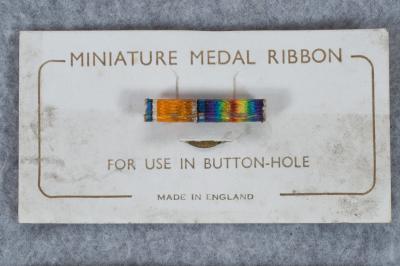 MINIATURE MEDAL RIBBON
FOR USE IN BUTTON-HOLE
MADE IN ENGLAND